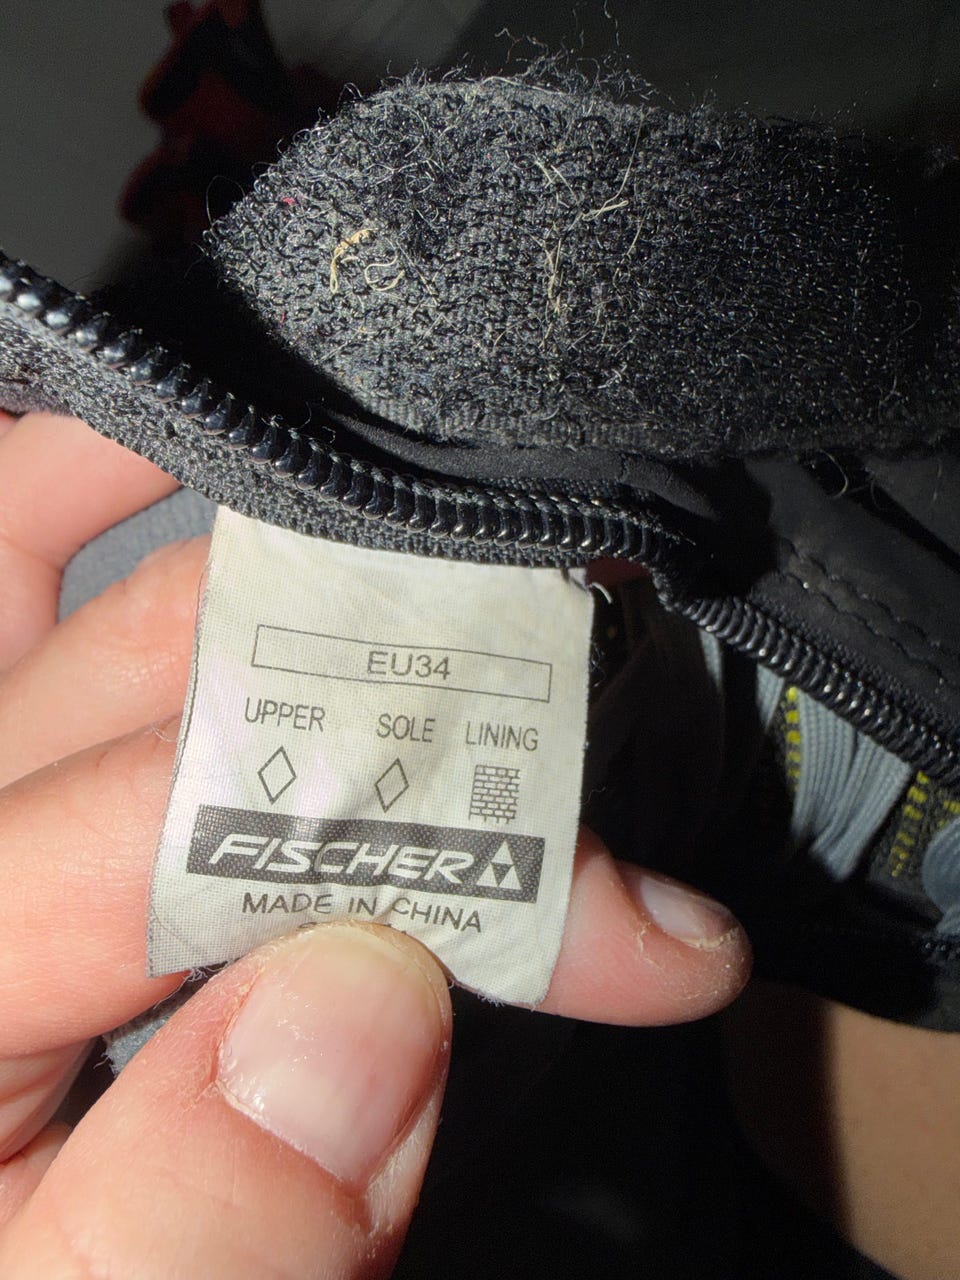 EU34
UPPER SOLE LINING
FISCHER
MADE IN CHINA